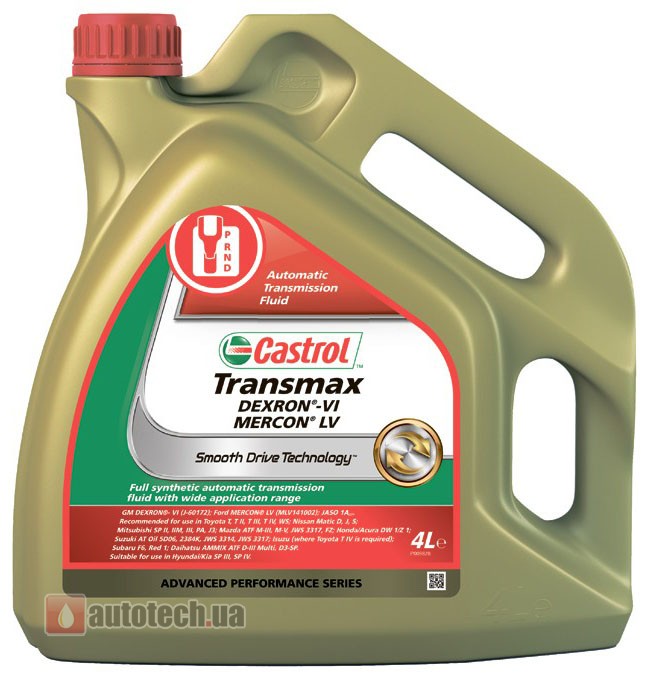 P
R
N
D
Automatic
Transmission
Fluid
Castrol™
Transmax
DEXRON®-VI
MERCON® LV
Smooth Drive Technology™
Full synthetic automatic transmission
fluid with wide application range
GM DEXRON®- VI (J-60172); Ford MERCON® LV (MLV141002); JASO 1A,..
Recommended for use in Toyota T, T II, T III, T IV, WS; Nissan Matic D, J, S;
Mitsubishi SP II, IIM, III, PA, J3; Mazda ATF M-III, M-V, JWS 3317, FZ; Honda/Acura DW 1/Z 1;
Suzuki AT Oil 5D06, 2384K, JWS 3314, JWS 3317; Isuzu (where Toyota T IV is required);
Subaru F6, Red 1; Daihatsu AMMIX ATF D-III Multi, D3-SP.
Suitable for use in Hyundai/Kia SP III, SP IV.
4L℮
ADVANCED PERFORMANCE SERIES
autotech.ua